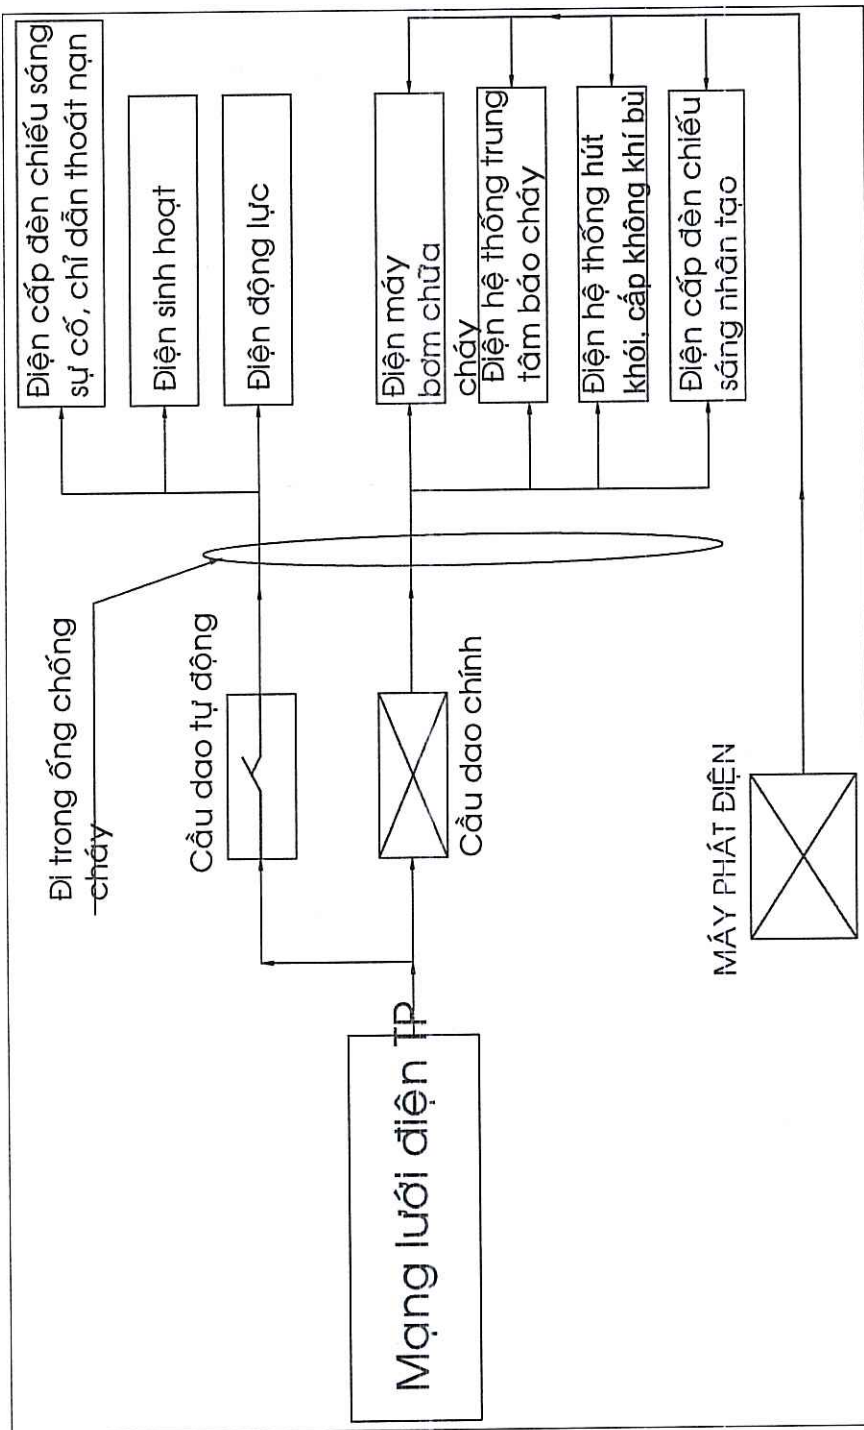 Điện cấp đèn chiếu sáng
sự cố, chỉ dẫn thoát nạn
Điện sinh hoạt
Điện động lực
Điện máy
bơm chữa
cháy
Điện hệ thống trung
tâm báo cháy
Điện hệ thống hút
khói, cấp không khí bù
Điện cấp đèn chiếu
sáng nhân tạo
Đi trong ống chống
cháy
Cầu dao tự động
Cầu dao chính
Mạng lưới điện TP
MÁY PHÁT ĐIỆN